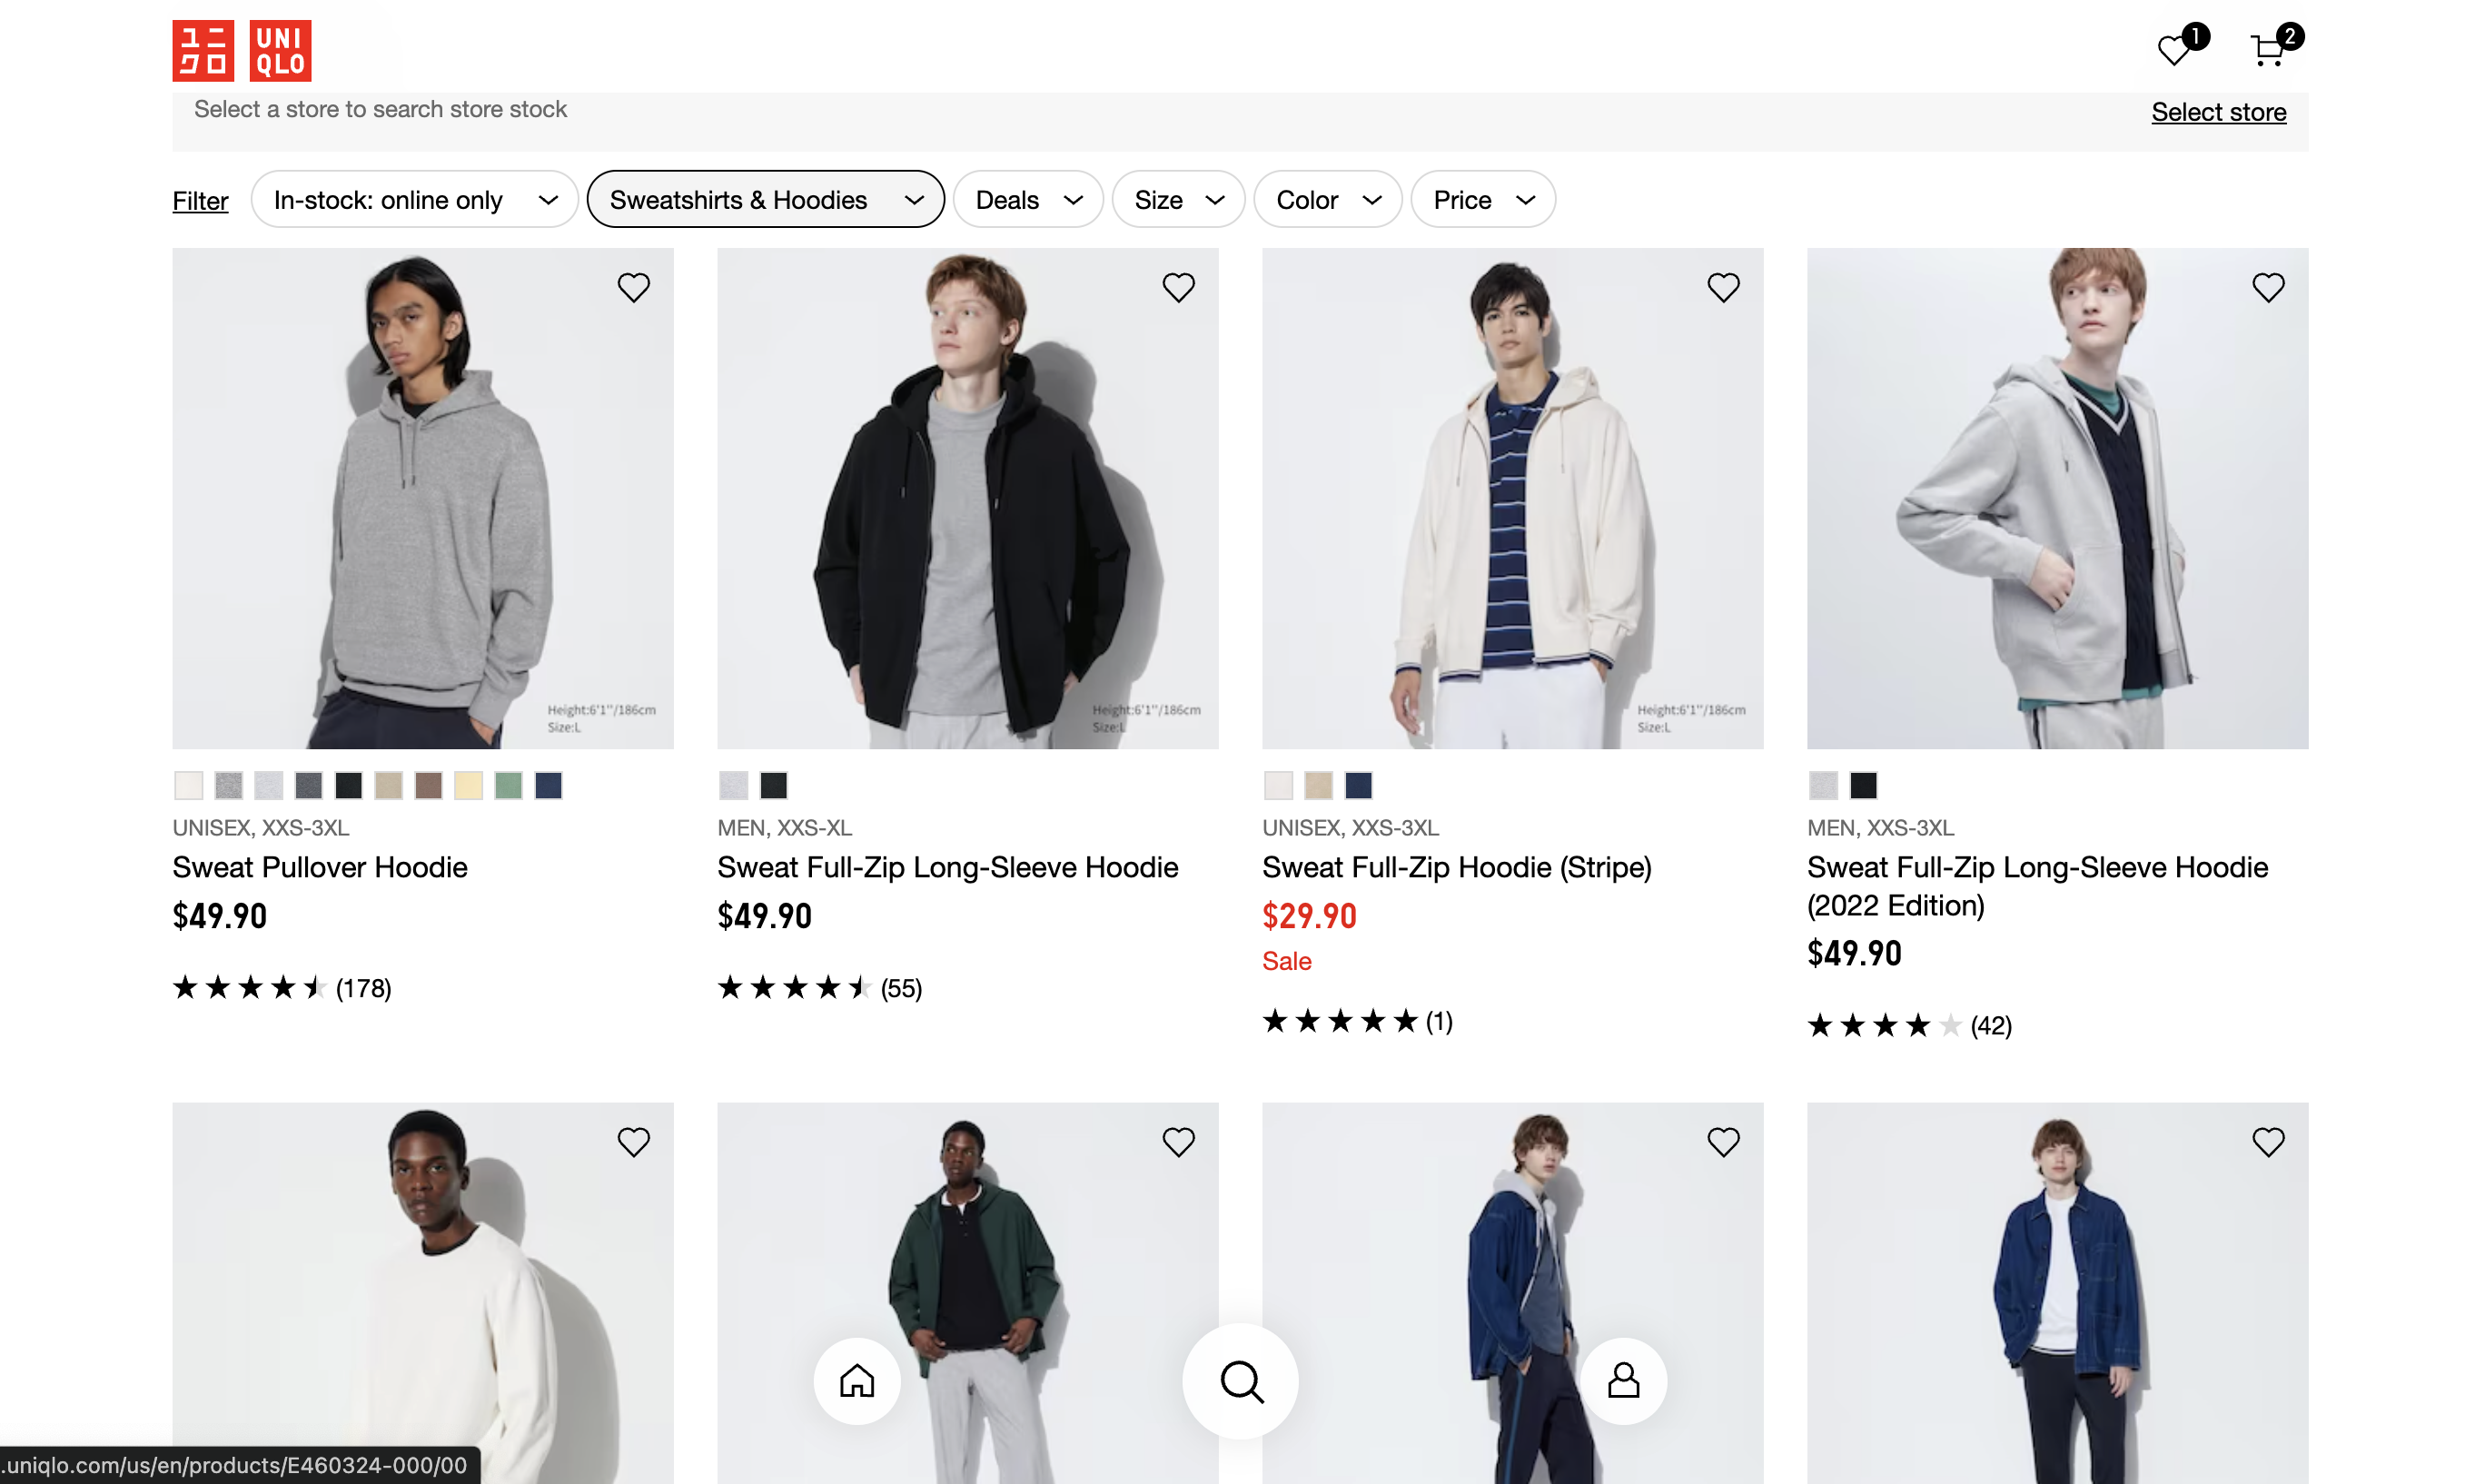 ユニ
クロ
UNI
QLO
1
2
Select a store to search store stock
Select store
Filter
In-stock: online only
Sweatshirts & Hoodies
Deals
Size
Color
Price
Height:6'1''/186cm
Size:L
Height:6'1''/186cm
Size:L
Height:6'1''/186cm
Size:L
UNISEX, XXS-3XL
Sweat Pullover Hoodie
$49.90
(178)
MEN, XXS-XL
Sweat Full-Zip Long-Sleeve Hoodie
$49.90
(55)
UNISEX, XXS-3XL
Sweat Full-Zip Hoodie (Stripe)
$29.90
Sale
(1)
MEN, XXS-3XL
Sweat Full-Zip Long-Sleeve Hoodie
(2022 Edition)
$49.90
(42)
.uniqlo.com/us/en/products/E460324-000/00